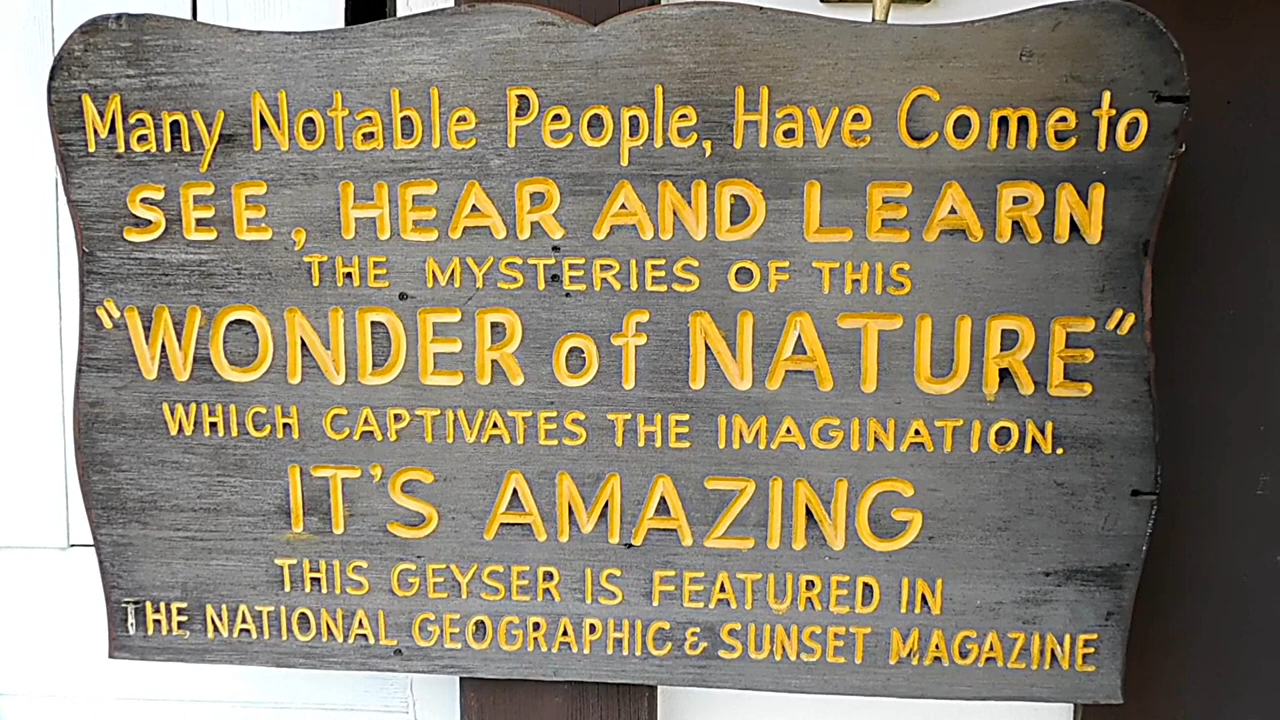 Many Notable People, Have Come to
SEE, HEAR AND LEARN
THE MYSTERIES OF THIS
"WONDER of NATURE"
WHICH CAPTIVATES THE IMAGINATION.
IT'S AMAZING
THIS GEYSER IS FEATURED IN
THE NATIONAL GEOGRAPHIC & SUNSET MAGAZINE